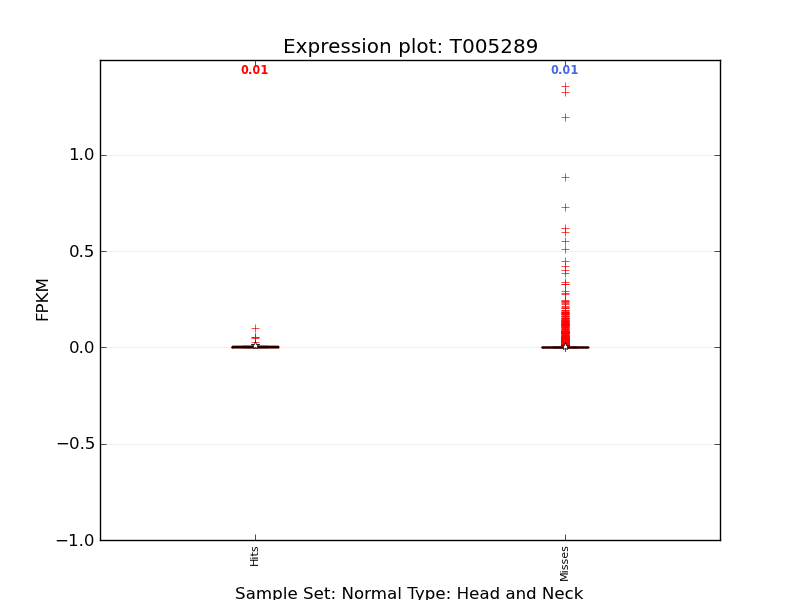 Expression plot: T005289
0.01
0.01
1.0
0.5
0.0
−0.5
−1.0
FPKM
Hits
Misses
Sample Set: Normal Type: Head and Neck